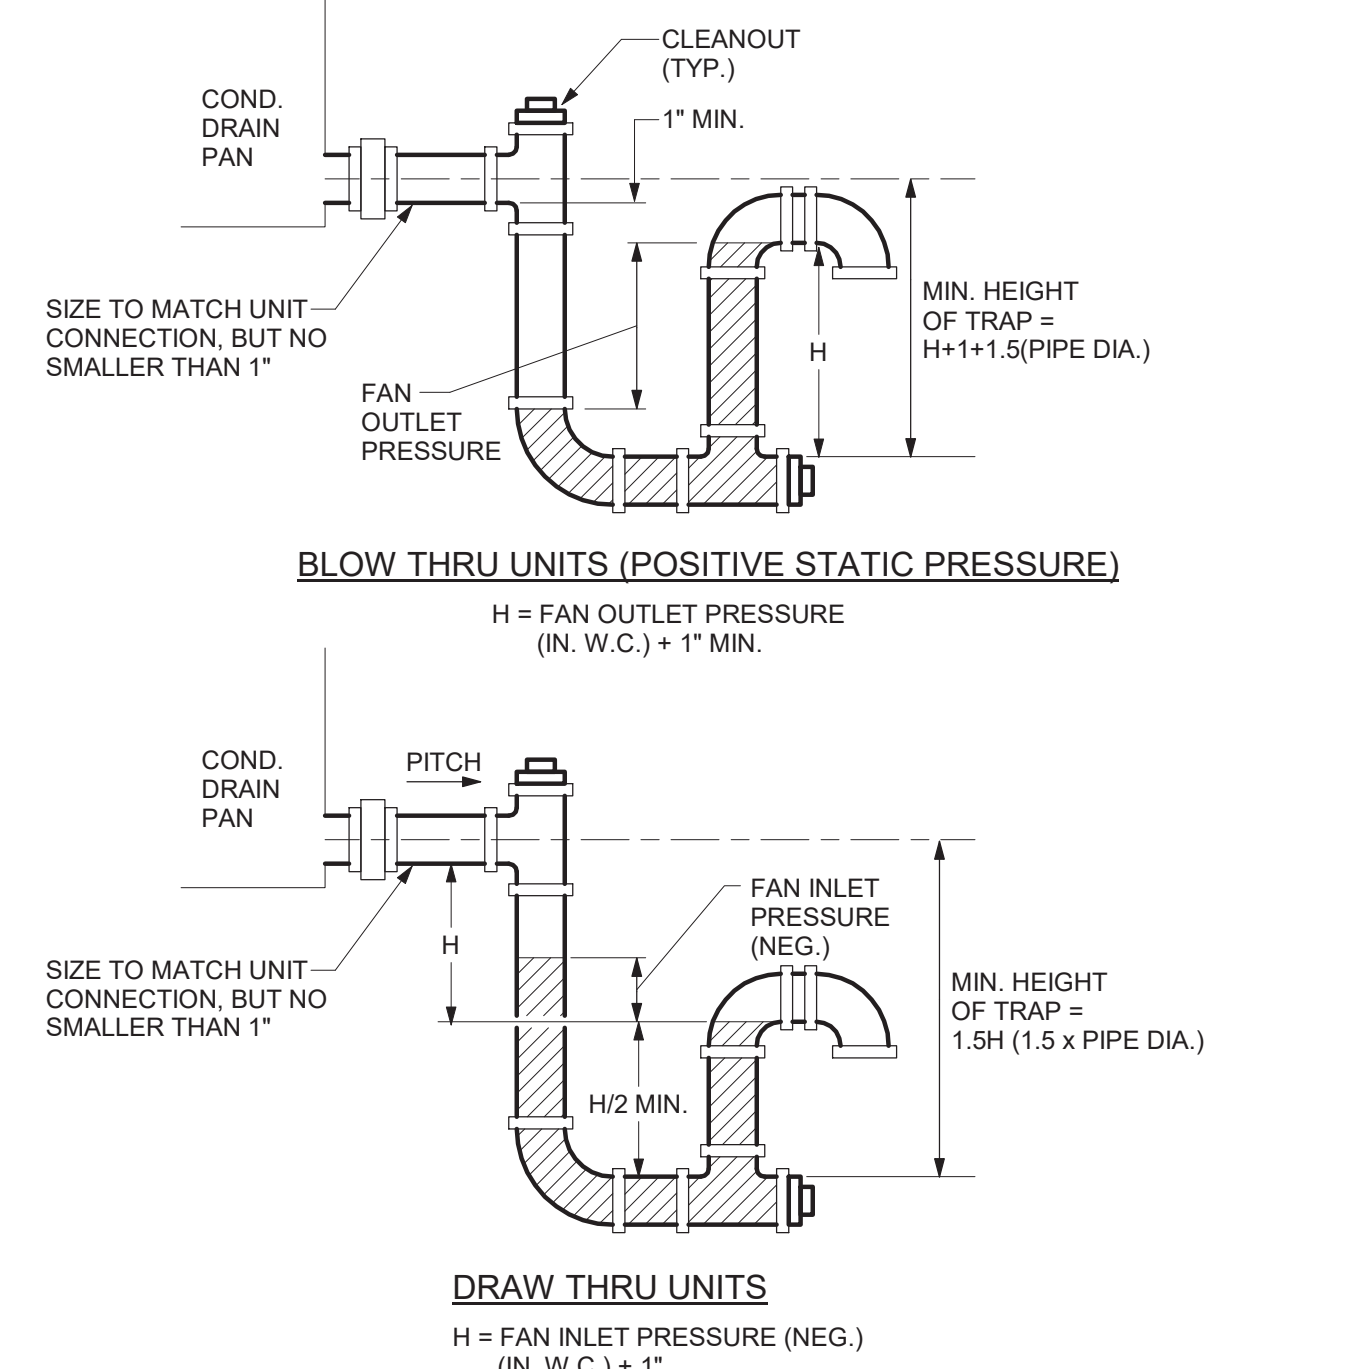 CLEANOUT
(TYP.)
COND.
DRAIN
PAN
1" MIN.
SIZE TO MATCH UNIT
CONNECTION, BUT NO
SMALLER THAN 1"
MIN. HEIGHT
OF TRAP =
H+1+1.5(PIPE DIA.)
H
FAN
OUTLET
PRESSURE
BLOW THRU UNITS (POSITIVE STATIC PRESSURE)
H = FAN OUTLET PRESSURE
(IN. W.C.) + 1" MIN.
COND.
DRAIN
PAN
PITCH
FAN INLET
PRESSURE
(NEG.)
H
SIZE TO MATCH UNIT
CONNECTION, BUT NO
SMALLER THAN 1"
MIN. HEIGHT
OF TRAP =
1.5H (1.5 x PIPE DIA.)
H/2 MIN.
DRAW THRU UNITS
H = FAN INLET PRESSURE (NEG.)
(IN. W.C.) + 1"